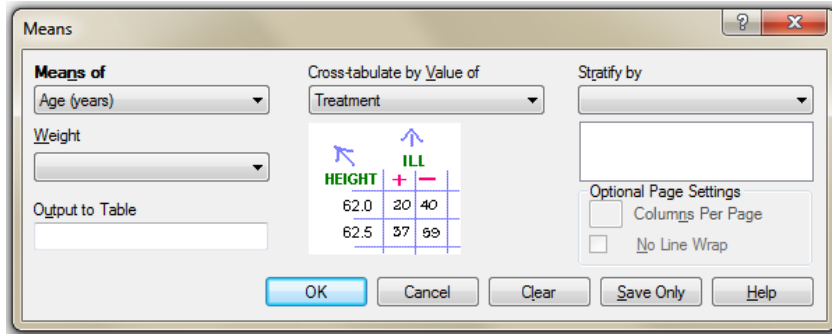 Means
Means of
Cross-tabulate by Value of
Stratify by
Age (years)
Treatment
Weight
ILL
HEIGHT + −
62.0 20 40
62.5 37 59
Output to Table
Optional Page Settings
Columns Per Page
No Line Wrap
OK
Cancel
Clear
Save Only
Help